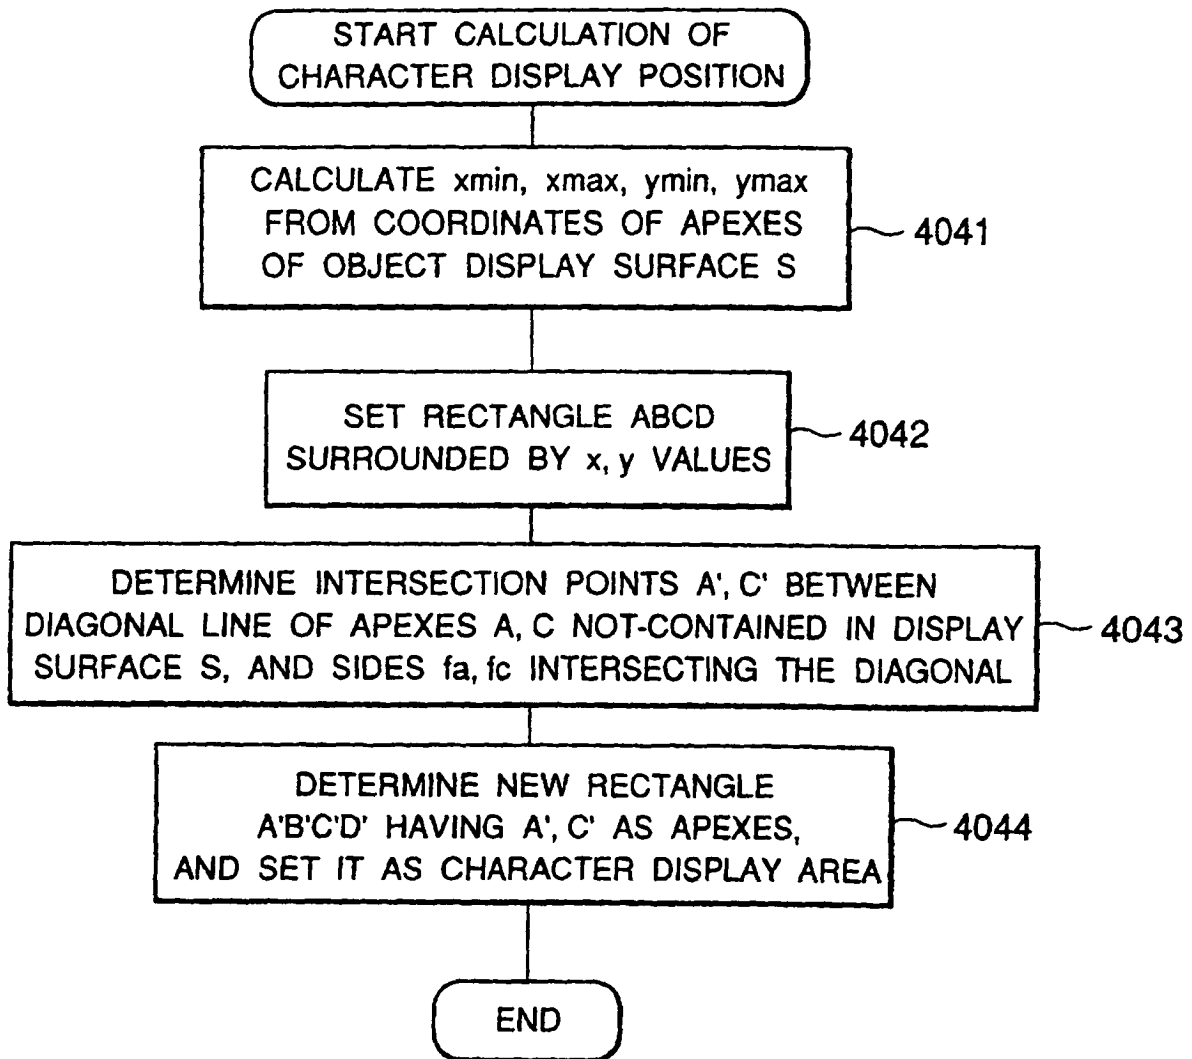 START CALCULATION OF
CHARACTER DISPLAY POSITION
CALCULATE xmin, xmax, ymin, ymax
FROM COORDINATES OF APEXES
OF OBJECT DISPLAY SURFACE S
4041
SET RECTANGLE ABCD
SURROUNDED BY x, y VALUES
4042
DETERMINE INTERSECTION POINTS A', C' BETWEEN
DIAGONAL LINE OF APEXES A, C NOT-CONTAINED IN DISPLAY
SURFACE S, AND SIDES fa, fc INTERSECTING THE DIAGONAL
4043
DETERMINE NEW RECTANGLE
A'B'C'D' HAVING A', C' AS APEXES,
AND SET IT AS CHARACTER DISPLAY AREA
4044
END